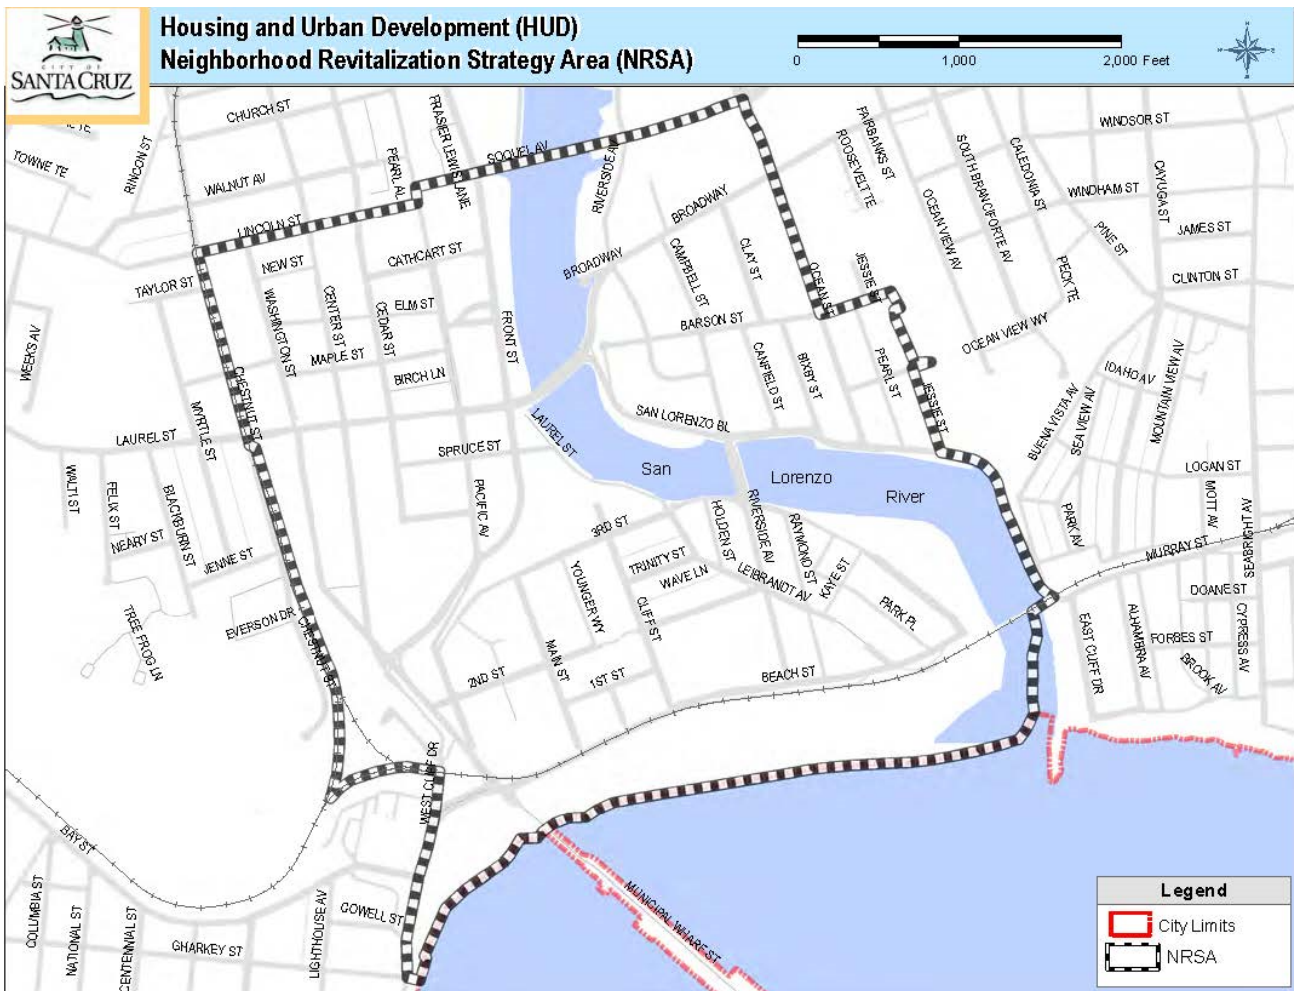 Housing and Urban Development (HUD)
Neighborhood Revitalization Strategy Area (NRSA)
CITY OF
SANTA CRUZ
0
1,000
2,000 Feet
TE
TOWNE TE
RINCON ST
CHURCH ST
FRASIER LEWIS LANE
PEARL AL
WALNUT AV
SOQUEL AV
RIVERSIDE AV
LINCOLN ST
TAYLOR ST
NEW ST
CATHCART ST
BROADWAY
BROADWAY
FAIRBANKS ST
ROOSEVELT TE
SOUTH BRANCIFORTE AV
CALEDONIA ST
WINDSOR ST
CAYUGA ST
WINDHAM ST
JAMES ST
PINE ST
CLINTON ST
OCEAN VIEW AV
PECK TE
OCEAN VIEW WY
CAMPBELL ST
CLAY ST
OCEAN ST
JESSIE ST
BARSON ST
WASHINGTON ST
CENTER ST
CEDAR ST
ELM ST
MAPLE ST
BIRCH LN
FRONT ST
WEEKS AV
CHESTNUT ST
MYRTLE ST
LAUREL ST
LAUREL ST
SAN LORENZO BL
CANFIELD ST
BIXBY ST
PEARL ST
JESSIE ST
IDAHO AV
MOUNTAIN VIEW AV
BUENA VISTA AV
SEA VIEW AV
SPRUCE ST
San
Lorenzo
River
LOGAN ST
WALTI ST
FELIX ST
BLACKBURN ST
NEARY ST
JENNE ST
PACIFIC AV
3RD ST
HOLDEN ST
RIVERSIDE AV
RAYMOND ST
KAYE ST
PARK AV
MOTT AV
SEABRIGHT AV
MURRAY ST
TRINITY ST
WAVE LN
LEIBRANDT AV
YOUNGER WY
CLIFF ST
PARK PL
DOANE ST
EAST CLIFF DR
ALHAMBRA AV
FORBES ST
BROOK AV
CYPRESS AV
TREE FROG LN
EVERSON DR
CHESTNUT ST
MAIN ST
2ND ST
1ST ST
BEACH ST
WEST CLIFF DR
BAY ST
COLUMBIA ST
NATIONAL ST
CENTENNIAL ST
GHARKEY ST
LIGHTHOUSE AV
COWELL ST
MUNICIPAL WHARF ST
Legend
City Limits
NRSA